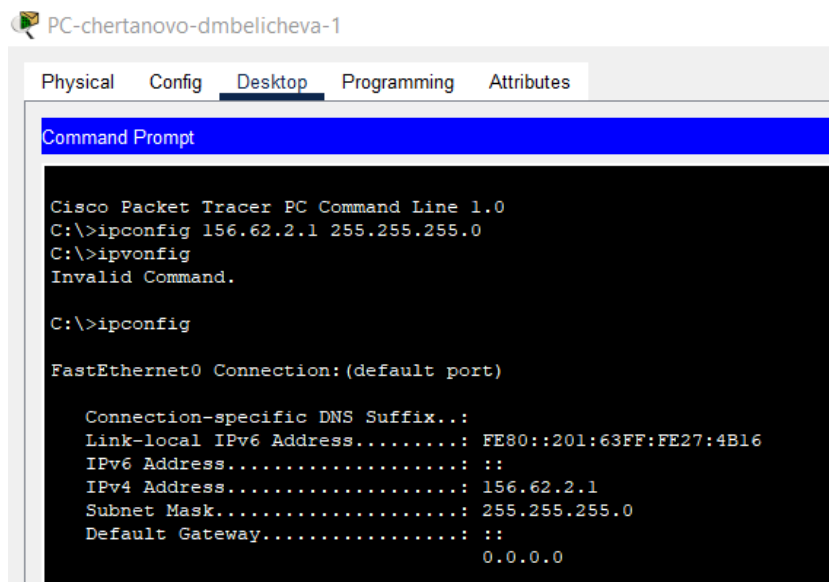 PC-chertanovo-dmbelicheva-1
Physical Config Desktop Programming Attributes
Command Prompt
Cisco Packet Tracer PC Command Line 1.0
C:\>ipconfig 156.62.2.1 255.255.255.0
C:\>ipvonfig
Invalid Command.
C:\>ipconfig
FastEthernet0 Connection:(default port)
Connection-specific DNS Suffix..:
Link-local IPv6 Address.........: FE80::201:63FF:FE27:4B16
IPv6 Address....................: ::
IPv4 Address....................: 156.62.2.1
Subnet Mask.....................: 255.255.255.0
Default Gateway.................: ::
0.0.0.0